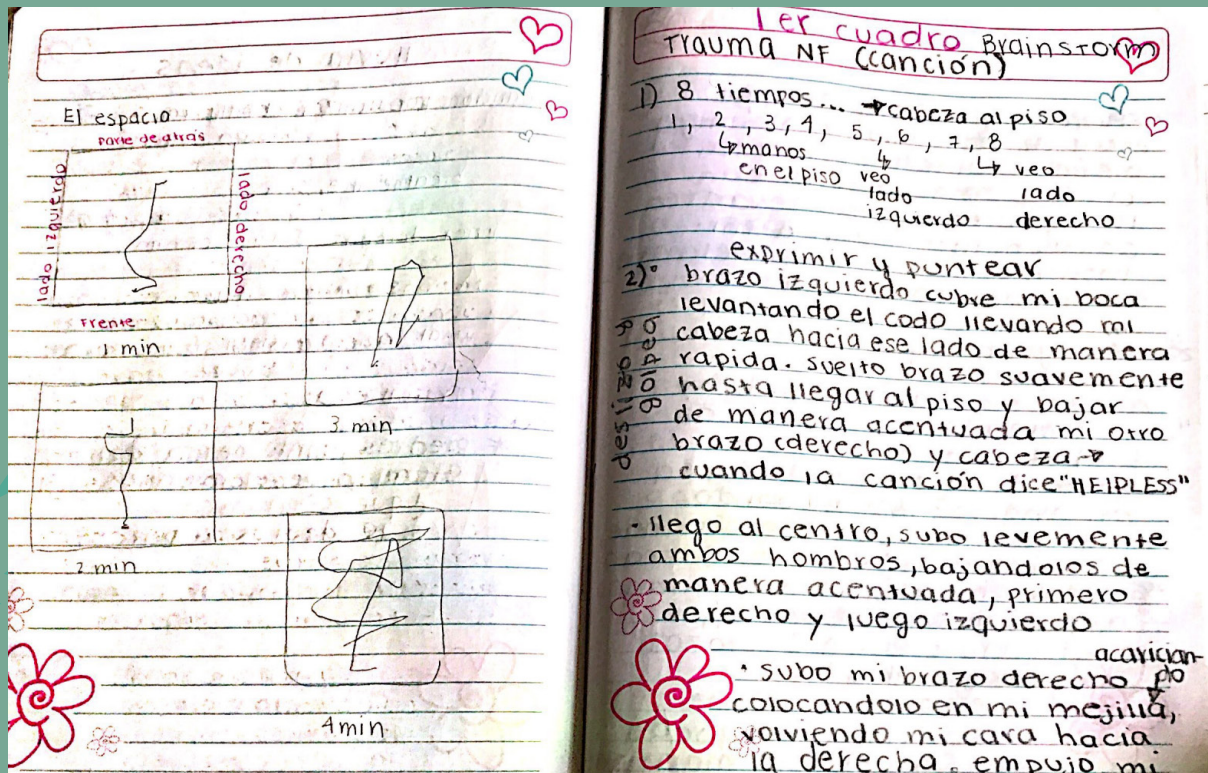 El espacio
parte de atrás
lado izquierdo
lado derecho
Frente
1 min
2 min
3 min
4min
1er cuadro Brainstorm
Trauma NF (canción)
1) 8 tiempos... → cabeza al piso
1, 2, 3, 4, 5, 6, 7, 8
↳ manos ↳ ↳ veo
en el piso veo lado
lado derecho
izquierdo
exprimir y puntear
2)• brazo izquierdo cubre mi boca
levantando el codo llevando mi
cabeza hacia ese lado de manera
rapida. suelto brazo suavemente
hasta llegar al piso y bajar
de manera acentuada mi otro
brazo (derecho) y cabeza →
cuando la canción dice "HElPLESS"
deslizo y
golpeo
• llego al centro, subo levemente
ambos hombros, bajandolos de
manera acentuada, primero
derecho y luego izquierdo
acarician-
• subo mi brazo derecho do
colocandolo en mi mejilla,
volviendo mi cara hacia
la derecha. empujo mi